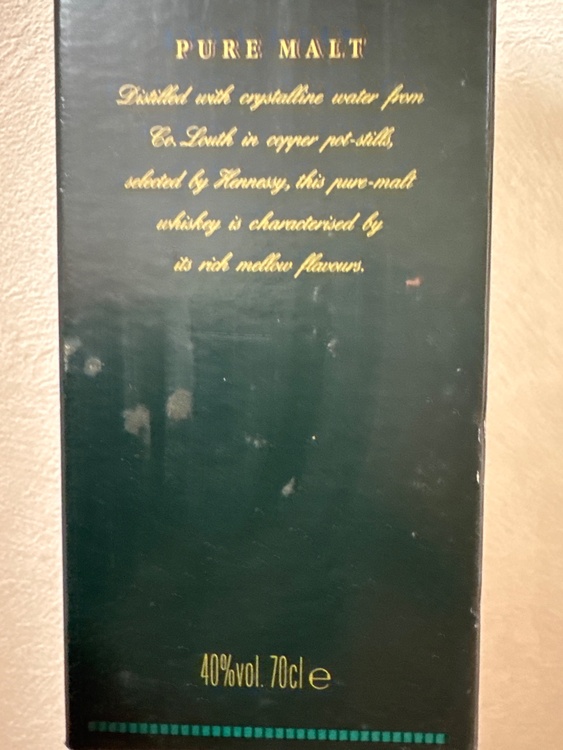 PURE MALT
Distilled with crystalline water from
Co. Louth in copper pot-stills,
selected by Hennessy, this pure-malt
whiskey is characterised by
its rich mellow flavours.
40%vol. 70cl e